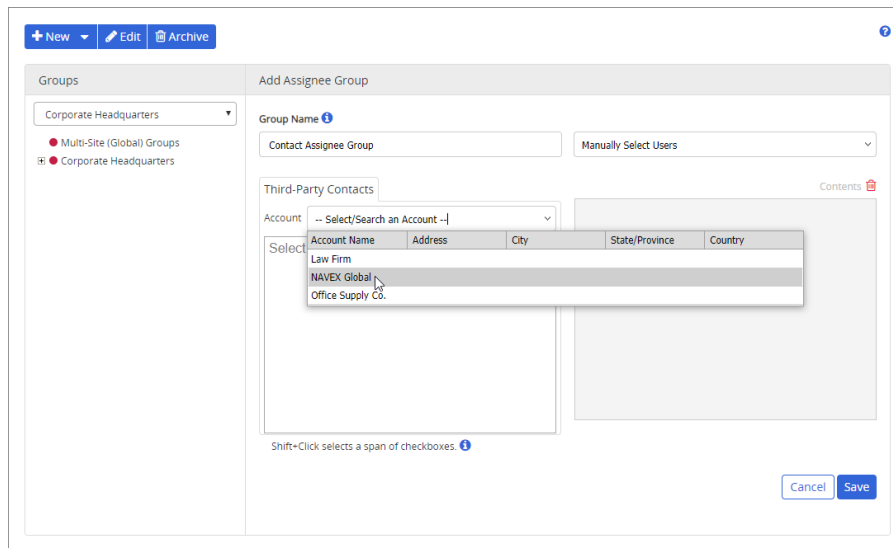 New Edit Archive
Groups
Add Assignee Group
Corporate Headquarters
Multi-Site (Global) Groups
Corporate Headquarters
Group Name
Contact Assignee Group
Manually Select Users
Third-Party Contacts
Contents
Account -- Select/Search an Account --
Select
Account Name Address City State/Province Country
Law Firm
NAVEX Global
Office Supply Co.
Shift+Click selects a span of checkboxes.
Cancel Save